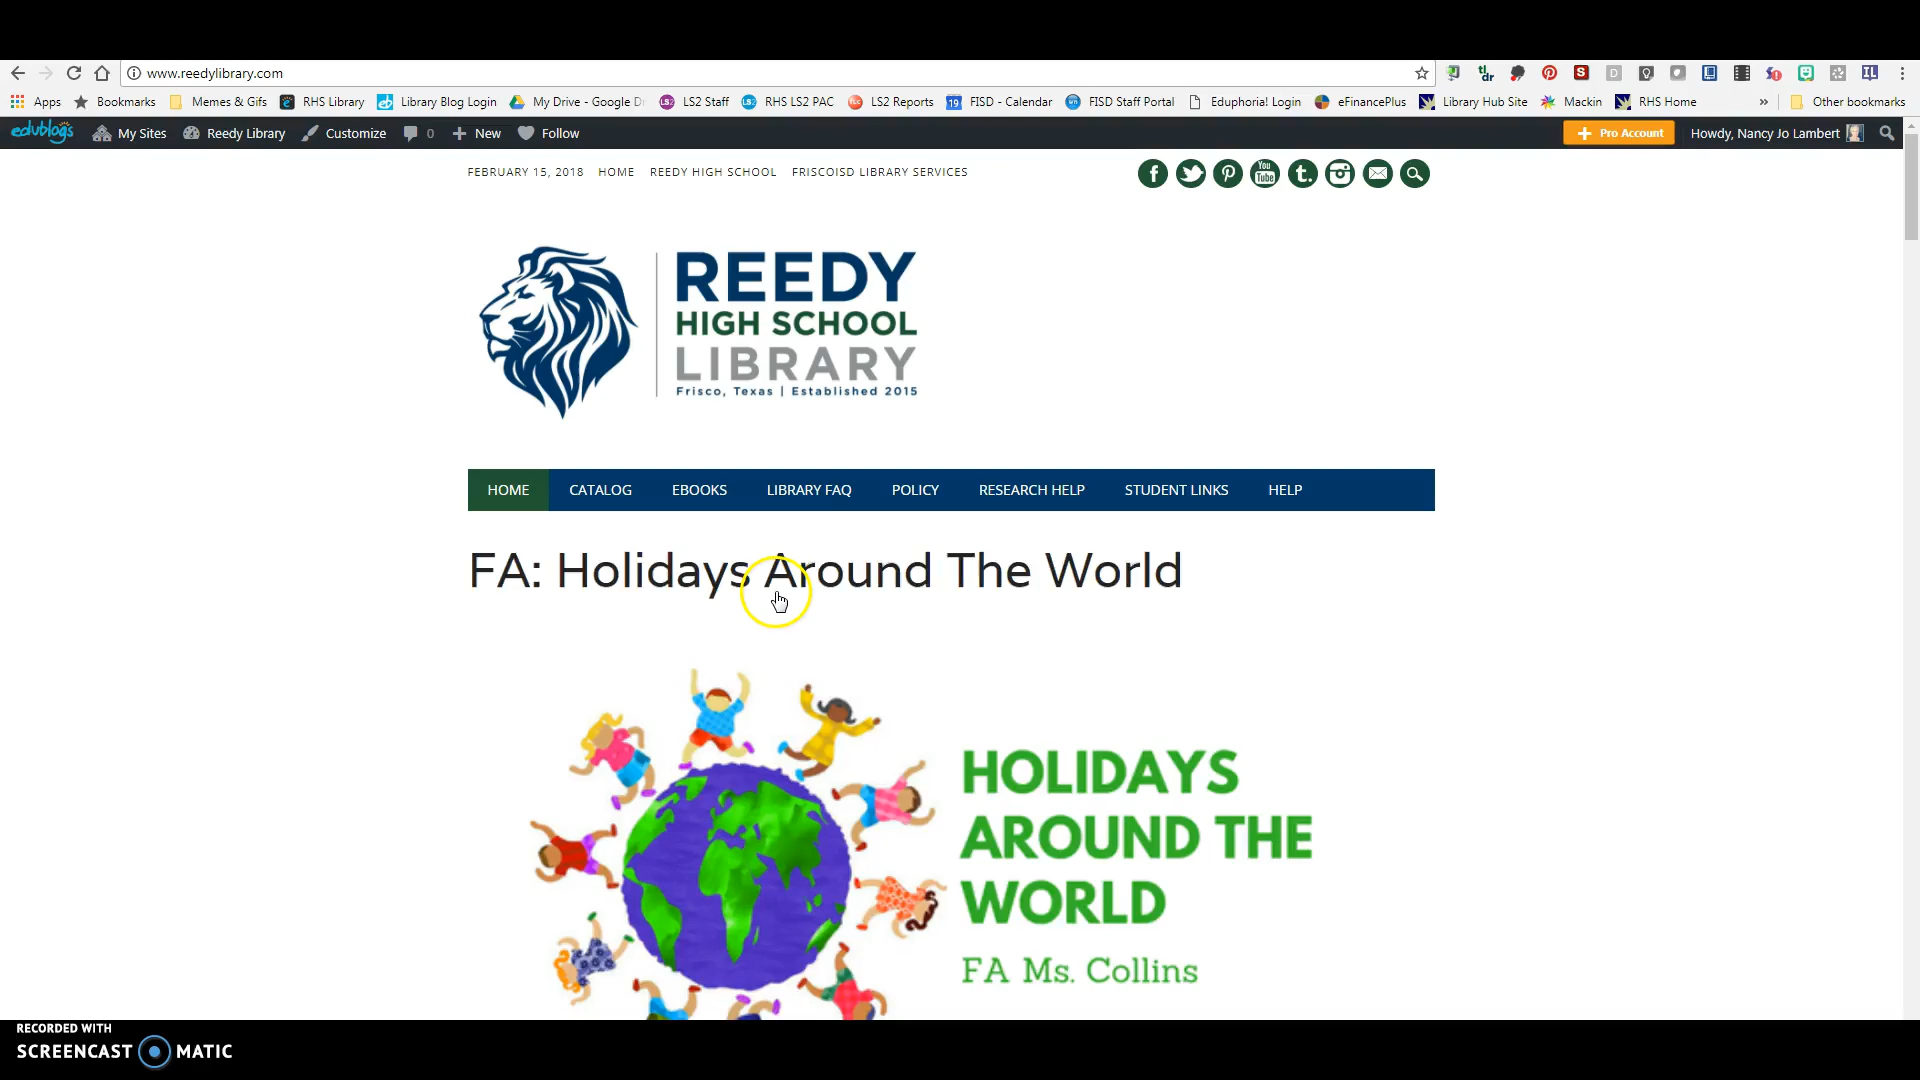 www.reedylibrary.com
Apps Bookmarks Memes & Gifs RHS Library Library Blog Login My Drive - Google Dr LS2 Staff RHS LS2 PAC LS2 Reports FISD - Calendar FISD Staff Portal Eduphoria! Login eFinancePlus Library Hub Site Mackin RHS Home » Other bookmarks
edublogs My Sites Reedy Library Customize 0 New Follow Pro Account Howdy, Nancy Jo Lambert
FEBRUARY 15, 2018 HOME REEDY HIGH SCHOOL FRISCOISD LIBRARY SERVICES
REEDY
HIGH SCHOOL
LIBRARY
Frisco, Texas | Established 2015
HOME CATALOG EBOOKS LIBRARY FAQ POLICY RESEARCH HELP STUDENT LINKS HELP
FA: Holidays Around The World
HOLIDAYS
AROUND THE
WORLD
FA Ms. Collins
RECORDED WITH
SCREENCAST MATIC